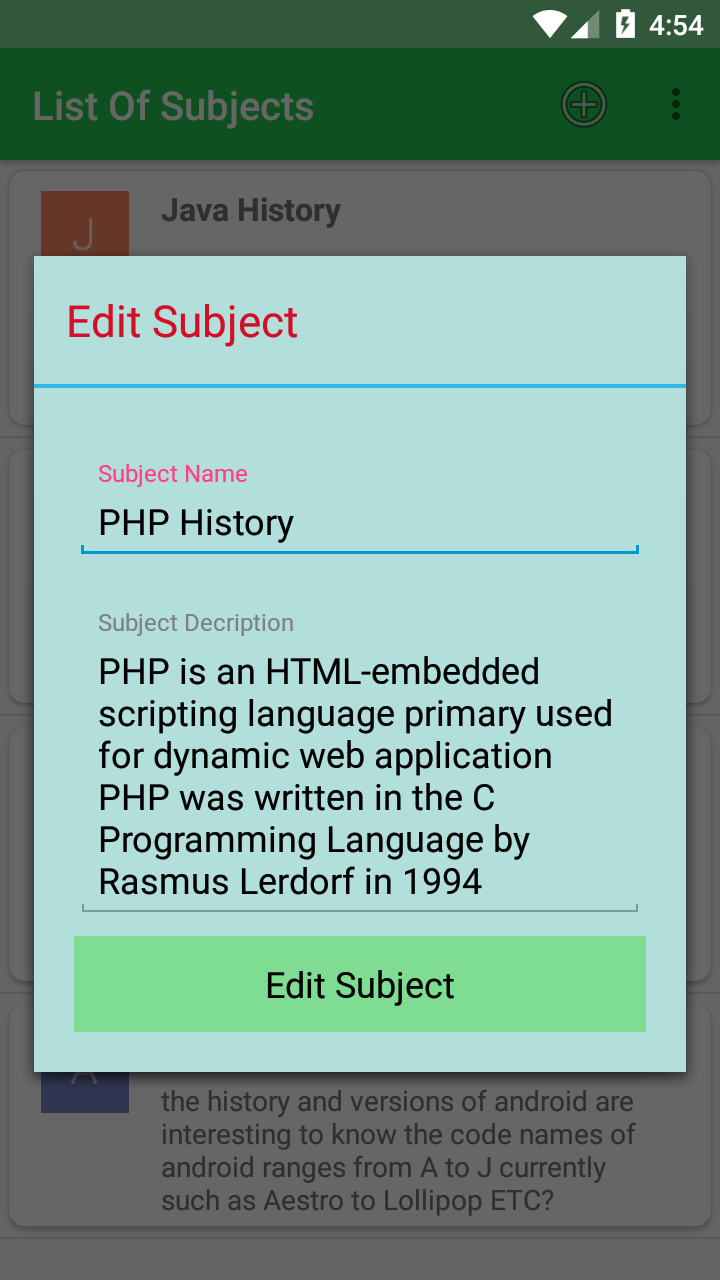 4:54
List Of Subjects
J
Java History
Edit Subject
Subject Name
PHP History
Subject Decription
PHP is an HTML-embedded
scripting language primary used
for dynamic web application
PHP was written in the C
Programming Language by
Rasmus Lerdorf in 1994
Edit Subject
A
the history and versions of android are
interesting to know the code names of
android ranges from A to J currently
such as Aestro to Lollipop ETC?